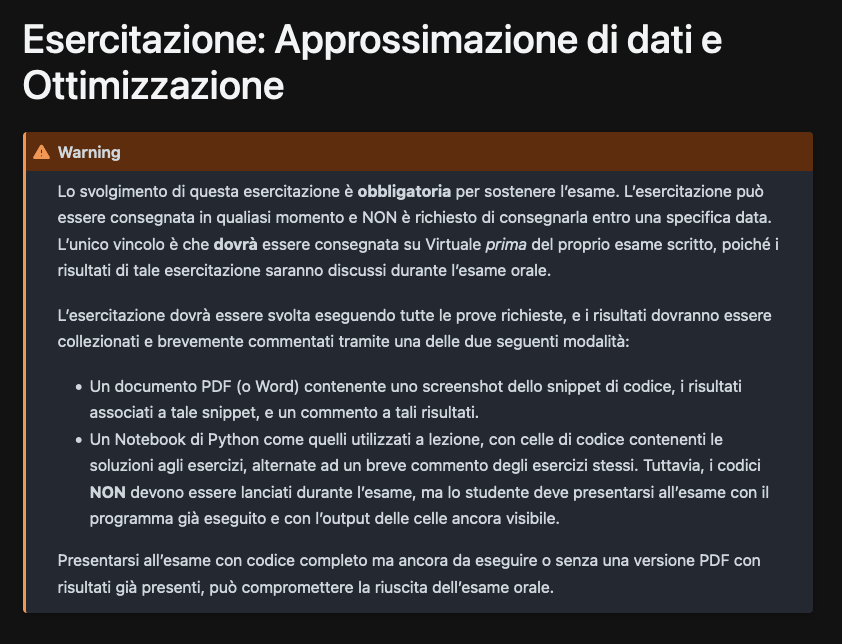 Esercitazione: Approssimazione di dati e
Ottimizzazione
Warning
Lo svolgimento di questa esercitazione è obbligatoria per sostenere l'esame. L'esercitazione può
essere consegnata in qualiasi momento e NON è richiesto di consegnarla entro una specifica data.
L'unico vincolo è che dovrà essere consegnata su Virtuale prima del proprio esame scritto, poiché i
risultati di tale esercitazione saranno discussi durante l'esame orale.
L'esercitazione dovrà essere svolta eseguendo tutte le prove richieste, e i risultati dovranno essere
collezionati e brevemente commentati tramite una delle due seguenti modalità:
• Un documento PDF (o Word) contenente uno screenshot dello snippet di codice, i risultati
associati a tale snippet, e un commento a tali risultati.
• Un Notebook di Python come quelli utilizzati a lezione, con celle di codice contenenti le
soluzioni agli esercizi, alternate ad un breve commento degli esercizi stessi. Tuttavia, i codici
NON devono essere lanciati durante l'esame, ma lo studente deve presentarsi all'esame con il
programma già eseguito e con l'output delle celle ancora visibile.
Presentarsi all'esame con codice completo ma ancora da eseguire o senza una versione PDF con
risultati già presenti, può compromettere la riuscita dell'esame orale.